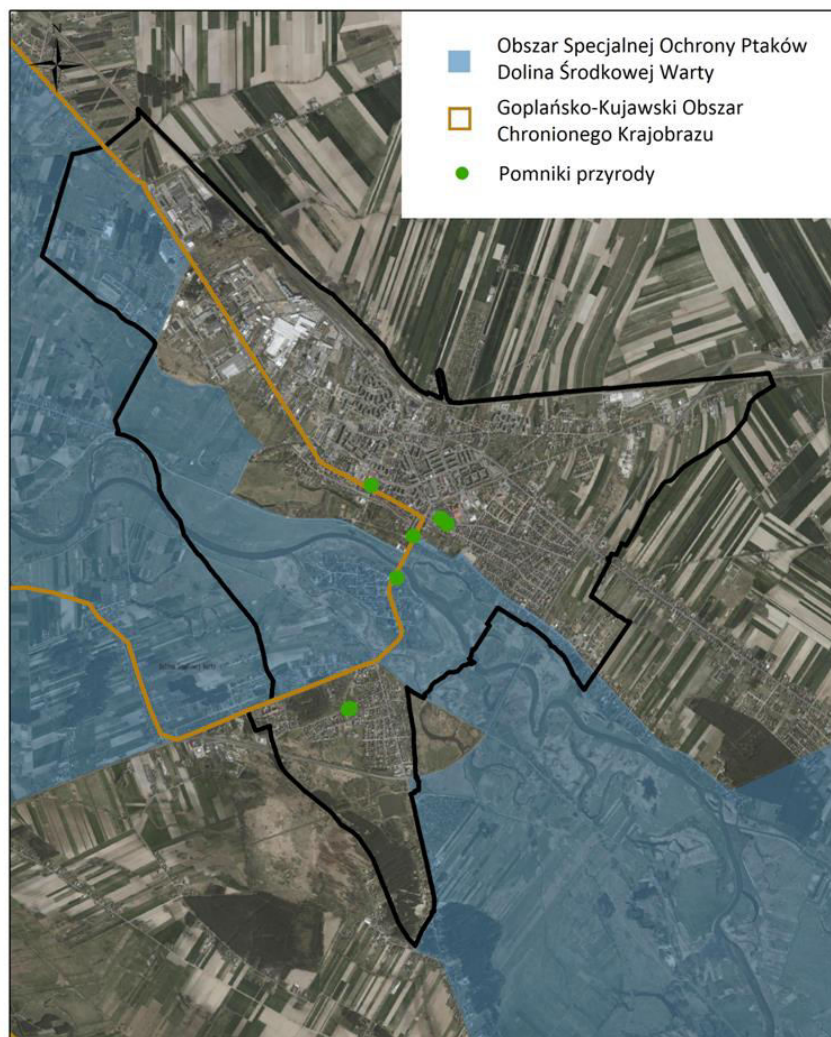 N
Obszar Specjalnej Ochrony Ptaków
Dolina Środkowej Warty
Goplańsko-Kujawski Obszar
Chronionego Krajobrazu
Pomniki przyrody